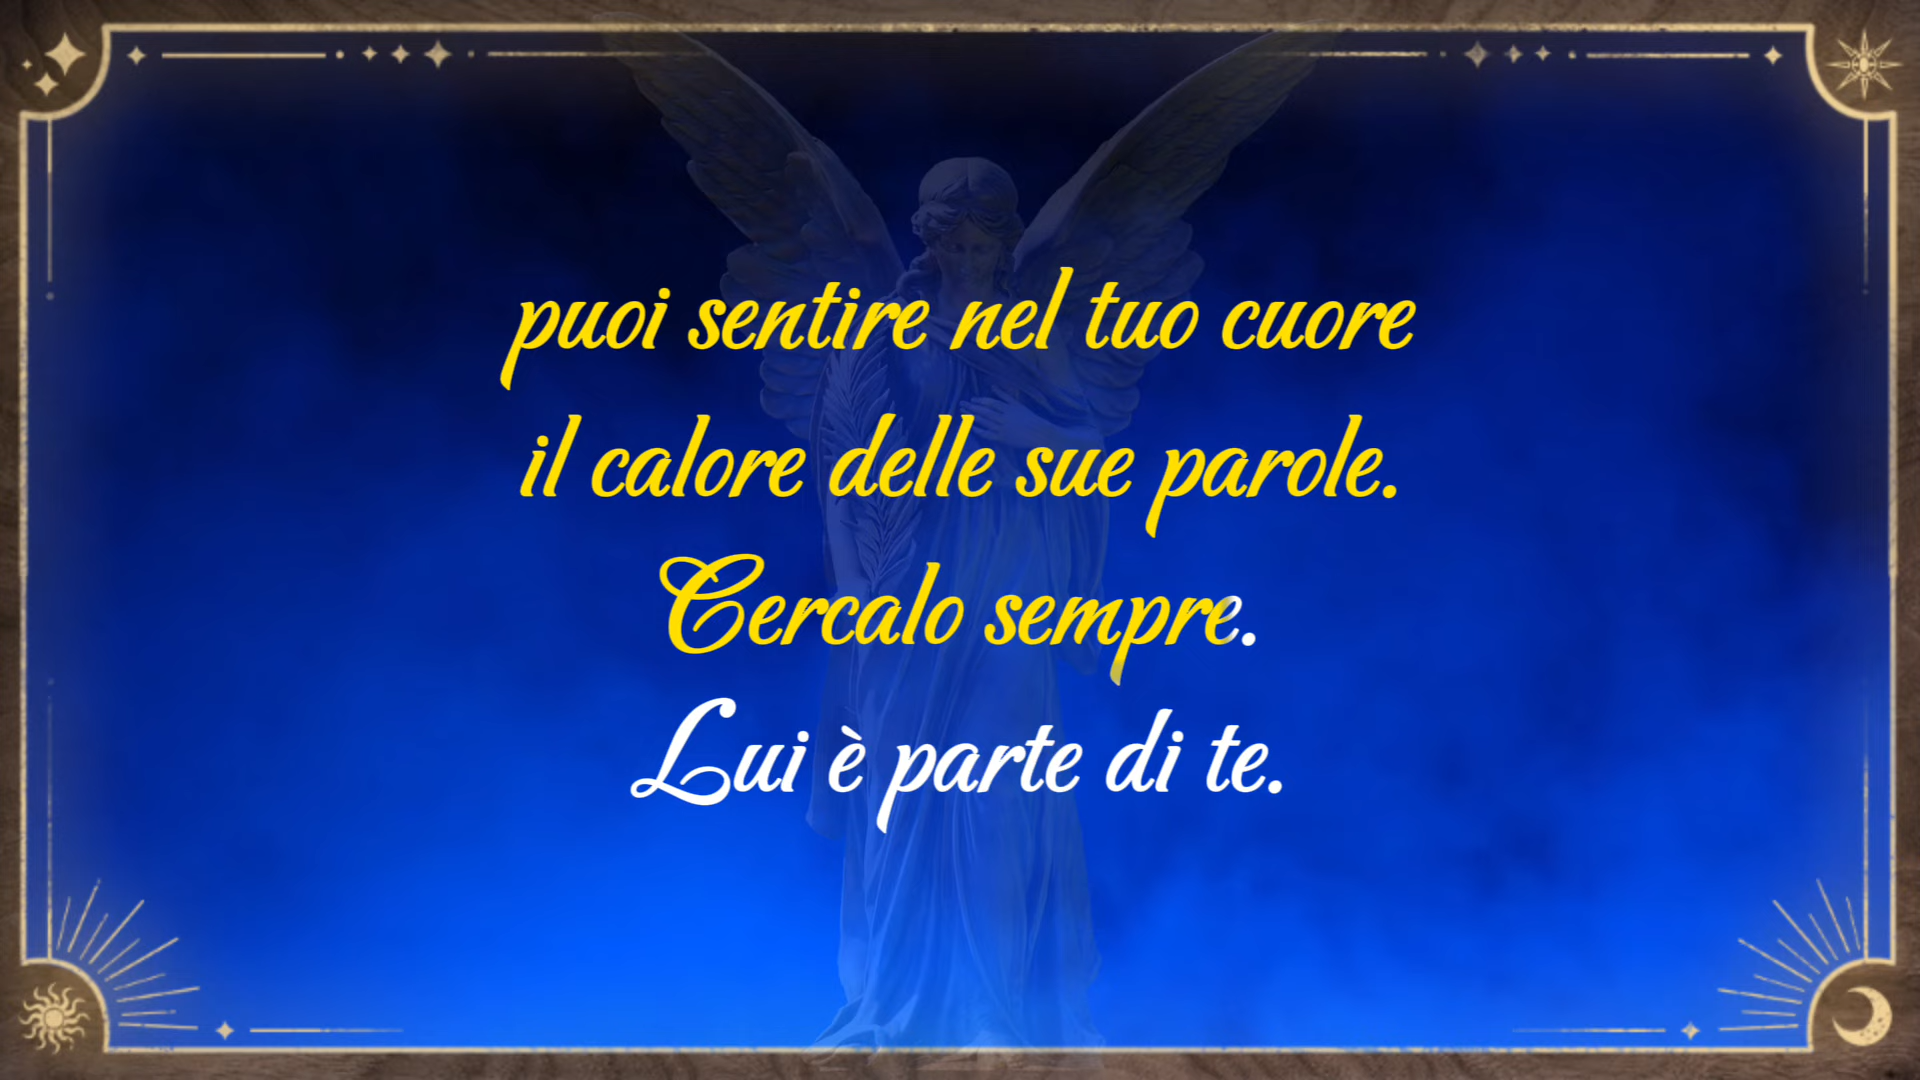 puoi sentire nel tuo cuore
il calore delle sue parole.
Cercalo sempre.
Lui è parte di te.